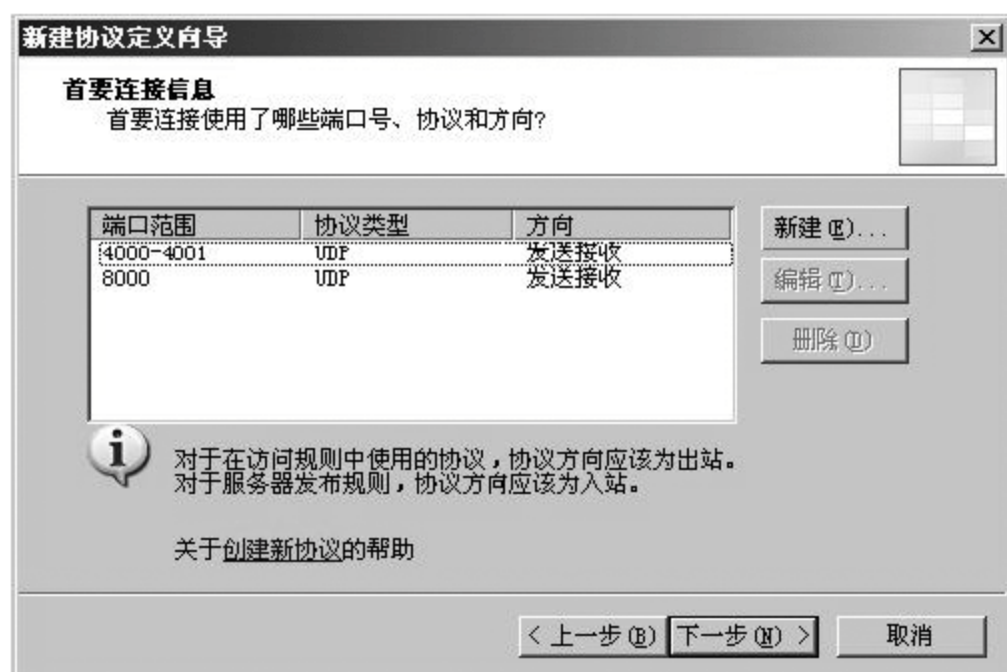 新建协议定义向导
首要连接信息
首要连接使用了哪些端口号、协议和方向?
端口范围 协议类型 方向
4000-4001 UDP 发送接收
8000 UDP 发送接收
新建(E)...
编辑(T)...
删除(D)
对于在访问规则中使用的协议，协议方向应该为出站。
对于服务器发布规则，协议方向应该为入站。
关于创建新协议的帮助
< 上一步(B) 下一步(N) > 取消